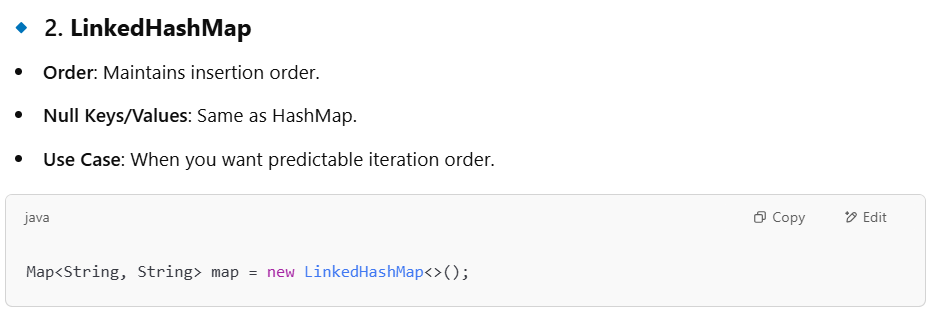 2. LinkedHashMap
Order: Maintains insertion order.
Null Keys/Values: Same as HashMap.
Use Case: When you want predictable iteration order.
java
Copy
Edit
Map<String, String> map = new LinkedHashMap<>();